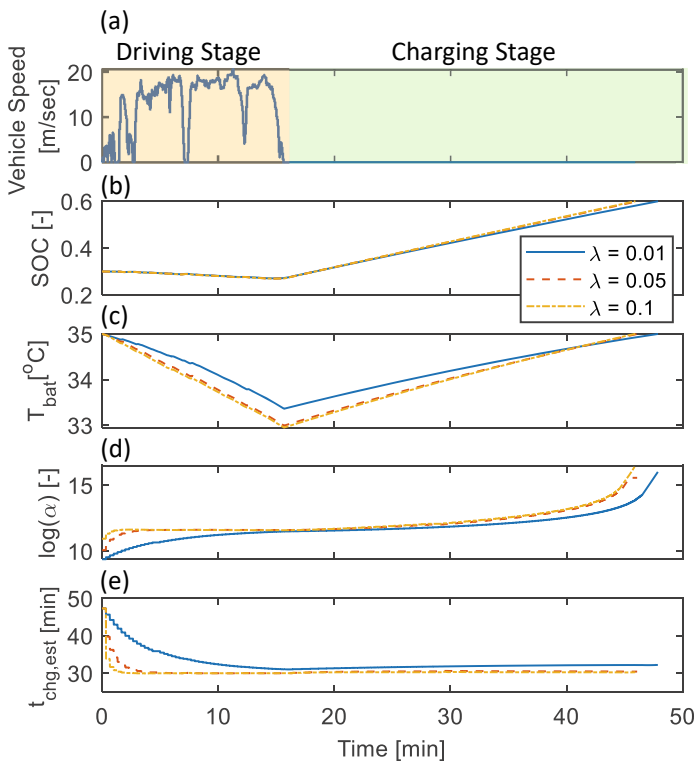 (a)
Driving Stage Charging Stage
Vehicle Speed
[m/sec]
20
10
0
(b)
SOC [-]
0.6
0.4
0.2
λ = 0.01
λ = 0.05
λ = 0.1
(c)
T_bat[°C]
35
34
33
(d)
log(α) [-]
15
10
(e)
t_chg,est [min]
50
40
30
0 10 20 30 40 50
Time [min]